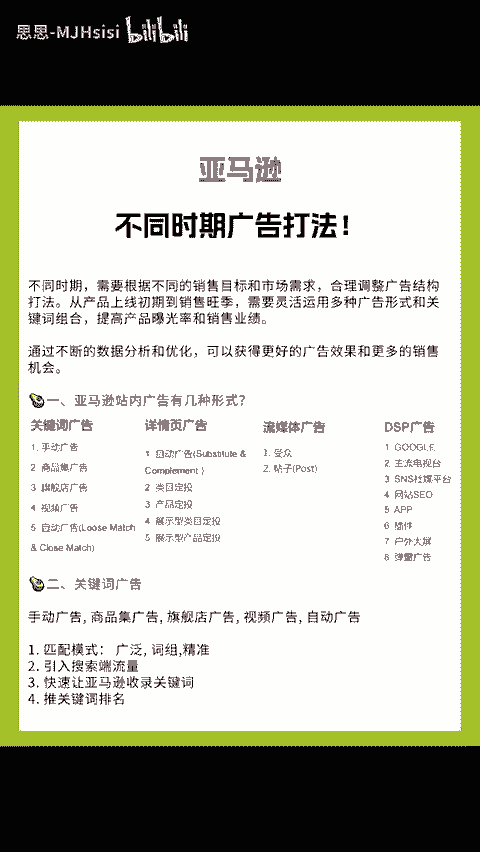 思思-MJHsisi bilibili
亚马逊
不同时期广告打法！
不同时期，需要根据不同的销售目标和市场需求，合理调整广告结构
打法。从产品上线初期到销售旺季，需要灵活运用多种广告形式和关
键词组合，提高产品曝光率和销售业绩。
通过不断的数据分析和优化，可以获得更好的广告效果和更多的销售
机会。
一、亚马逊站内广告有几种形式？
关键词广告
1. 手动广告
2 商品集广告
3 旗舰店广告
4. 视频广告
5 自动广告(Loose Match
& Close Match)
详情页广告
1 自动广告(Substitute &
Complement )
2 类目定投
3 产品定投
4 展示型类目定投
5 展示型产品定投
流媒体广告
1. 受众
2. 帖子(Post)
DSP广告
1 GOOGLE
2 主流电视台
3 SNS社媒平台
4 网站SEO
5 APP
6 邮件
7 户外大屏
8 弹窗广告
二、关键词广告
手动广告, 商品集广告, 旗舰店广告, 视频广告, 自动广告
1. 匹配模式： 广泛, 词组,精准
2. 引入搜索端流量
3. 快速让亚马逊收录关键词
4. 推关键词排名